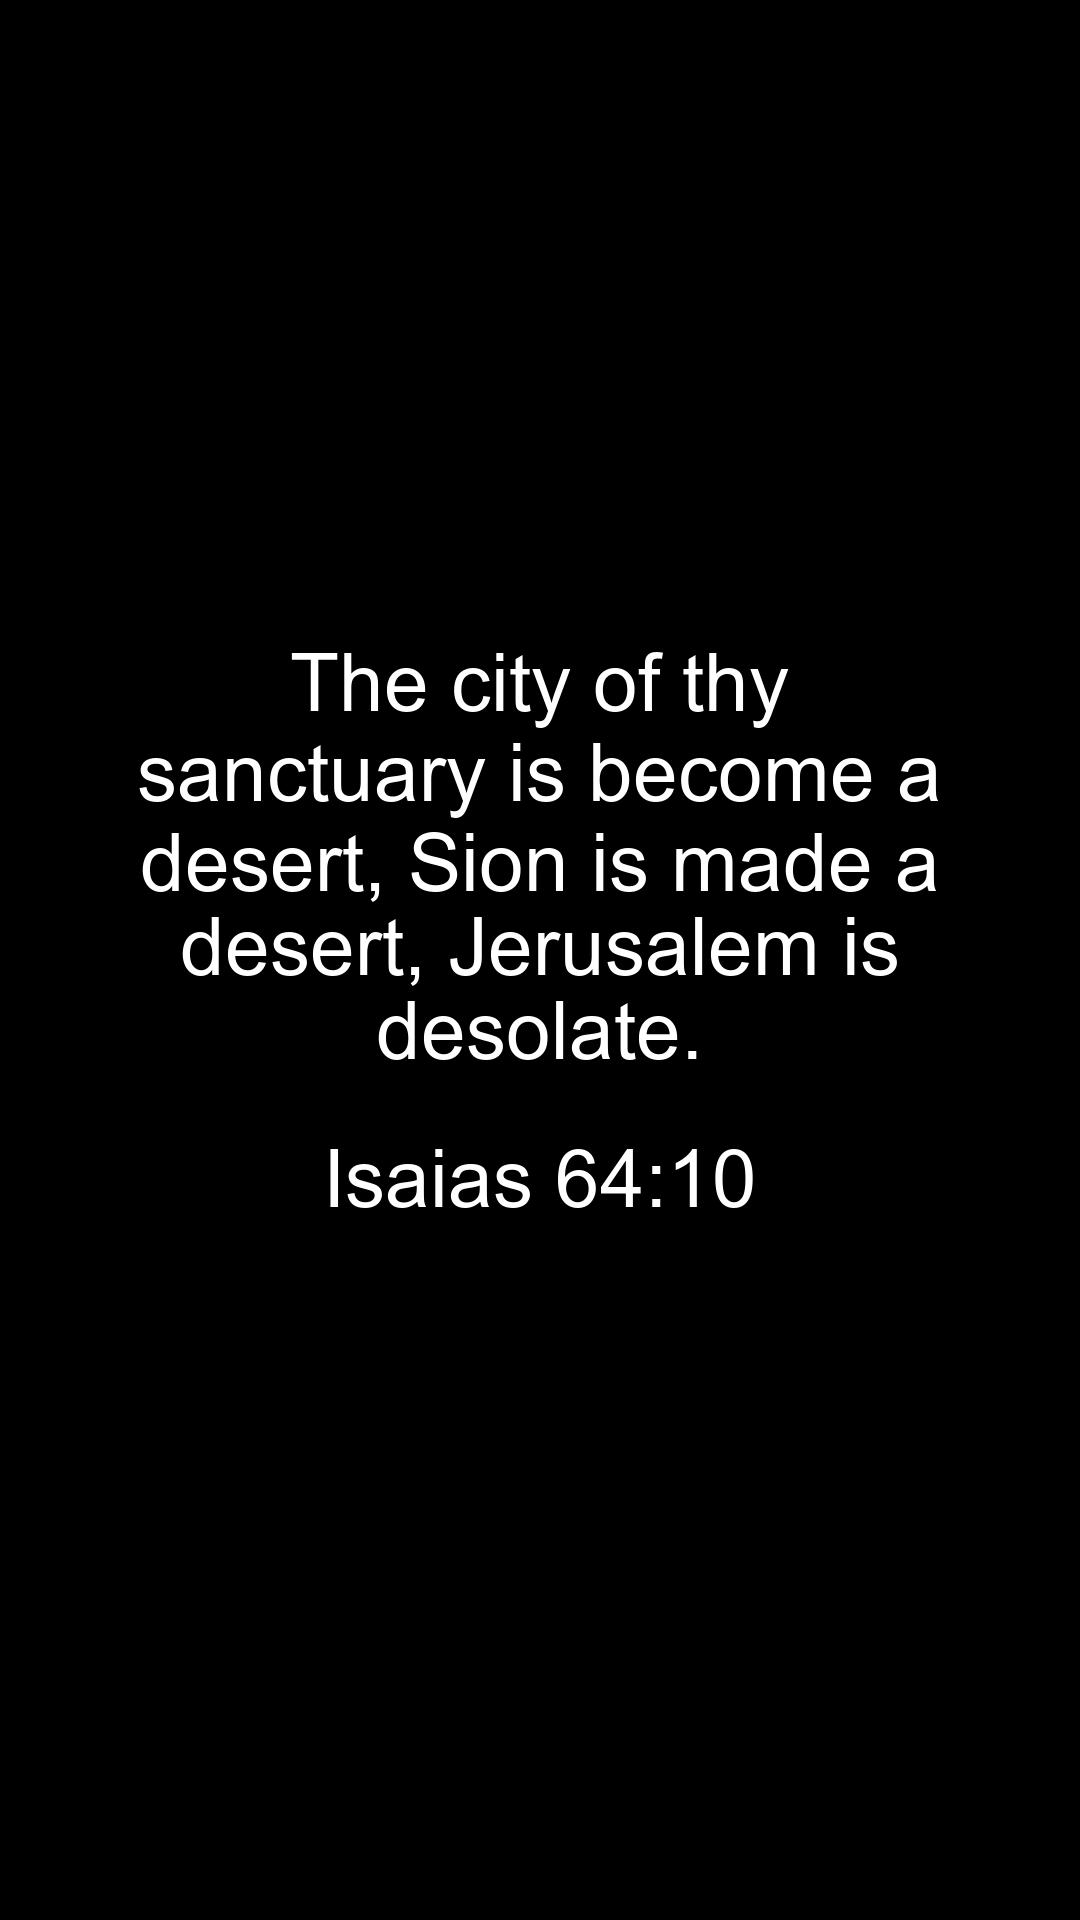 The city of thy
sanctuary is become a
desert, Sion is made a
desert, Jerusalem is
desolate.
Isaias 64:10